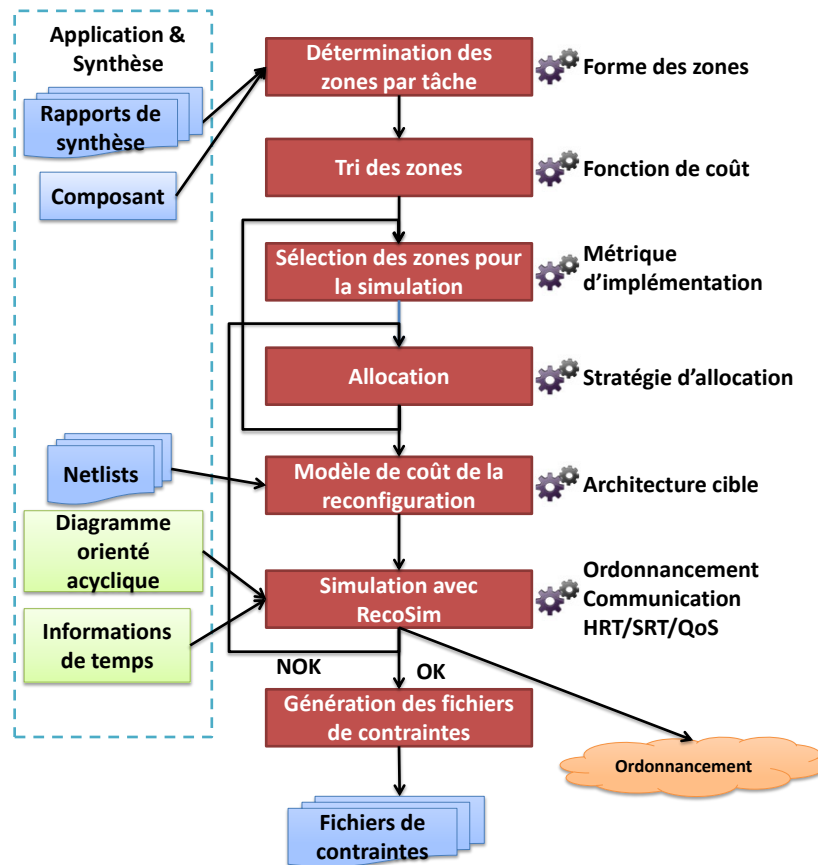 Application &
Synthèse
Rapports de
synthèse
Composant
Détermination des
zones par tâche
Forme des zones
Tri des zones
Fonction de coût
Sélection des zones pour
la simulation
Métrique
d’implémentation
Allocation
Stratégie d’allocation
Netlists
Modèle de coût de la
reconfiguration
Architecture cible
Diagramme
orienté
acyclique
Informations
de temps
Simulation avec
RecoSim
Ordonnancement
Communication
HRT/SRT/QoS
NOK
OK
Génération des fichiers
de contraintes
Ordonnancement
Fichiers de
contraintes